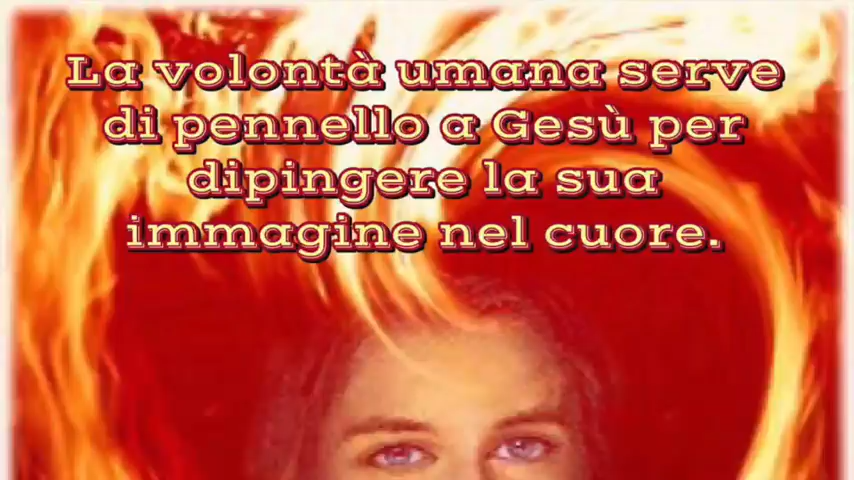 La volontà umana serve
di pennello a Gesù per
dipingere la sua
immagine nel cuore.